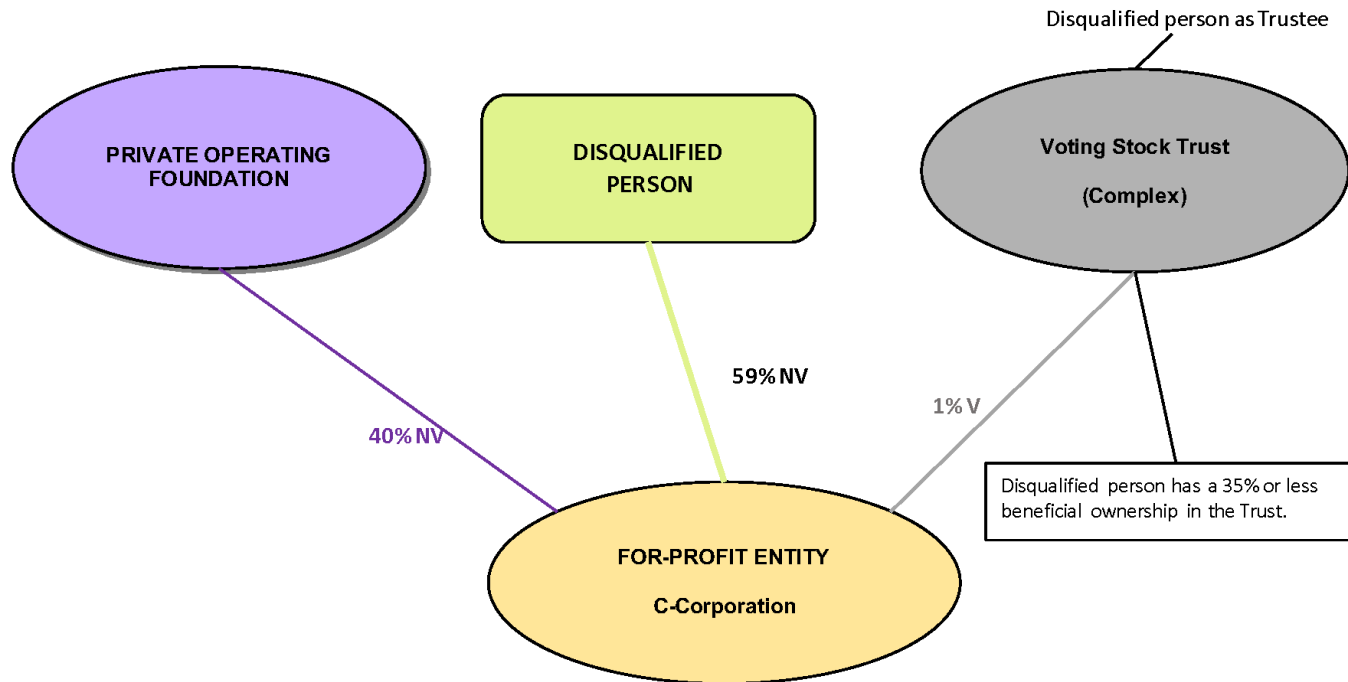 Disqualified person as Trustee
PRIVATE OPERATING
FOUNDATION
DISQUALIFIED
PERSON
Voting Stock Trust
(Complex)
59% NV
1% V
40% NV
Disqualified person has a 35% or less
beneficial ownership in the Trust.
FOR-PROFIT ENTITY
C-Corporation